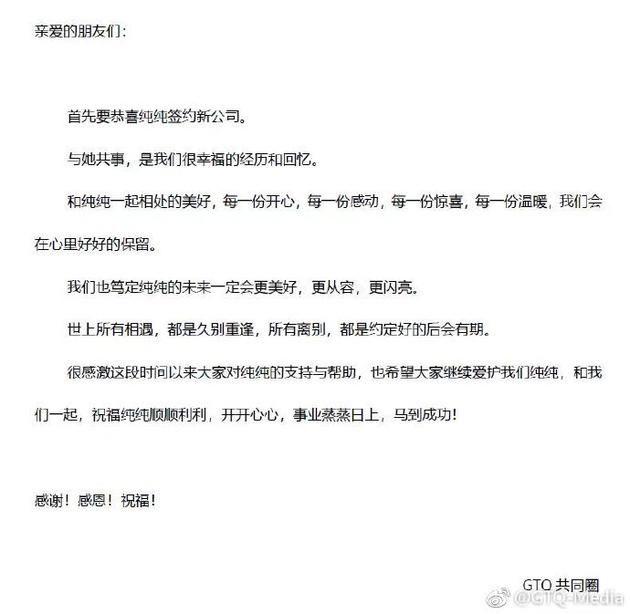 亲爱的朋友们：
首先要恭喜纯纯签约新公司。
与她共事，是我们很幸福的经历和回忆。
和纯纯一起相处的美好，每一份开心，每一份感动，每一份惊喜，每一份温暖，我们会
在心里好好的保留。
我们也笃定纯纯的未来一定会更美好，更从容，更闪亮。
世上所有相遇，都是久别重逢，所有离别，都是约定好的后会有期。
很感激这段时间以来大家对纯纯的支持与帮助，也希望大家继续爱护我们纯纯，和我
们一起，祝福纯纯顺顺利利，开开心心，事业蒸蒸日上，马到成功！
感谢！感恩！祝福！
GTO 共同圈
@GTO-Media